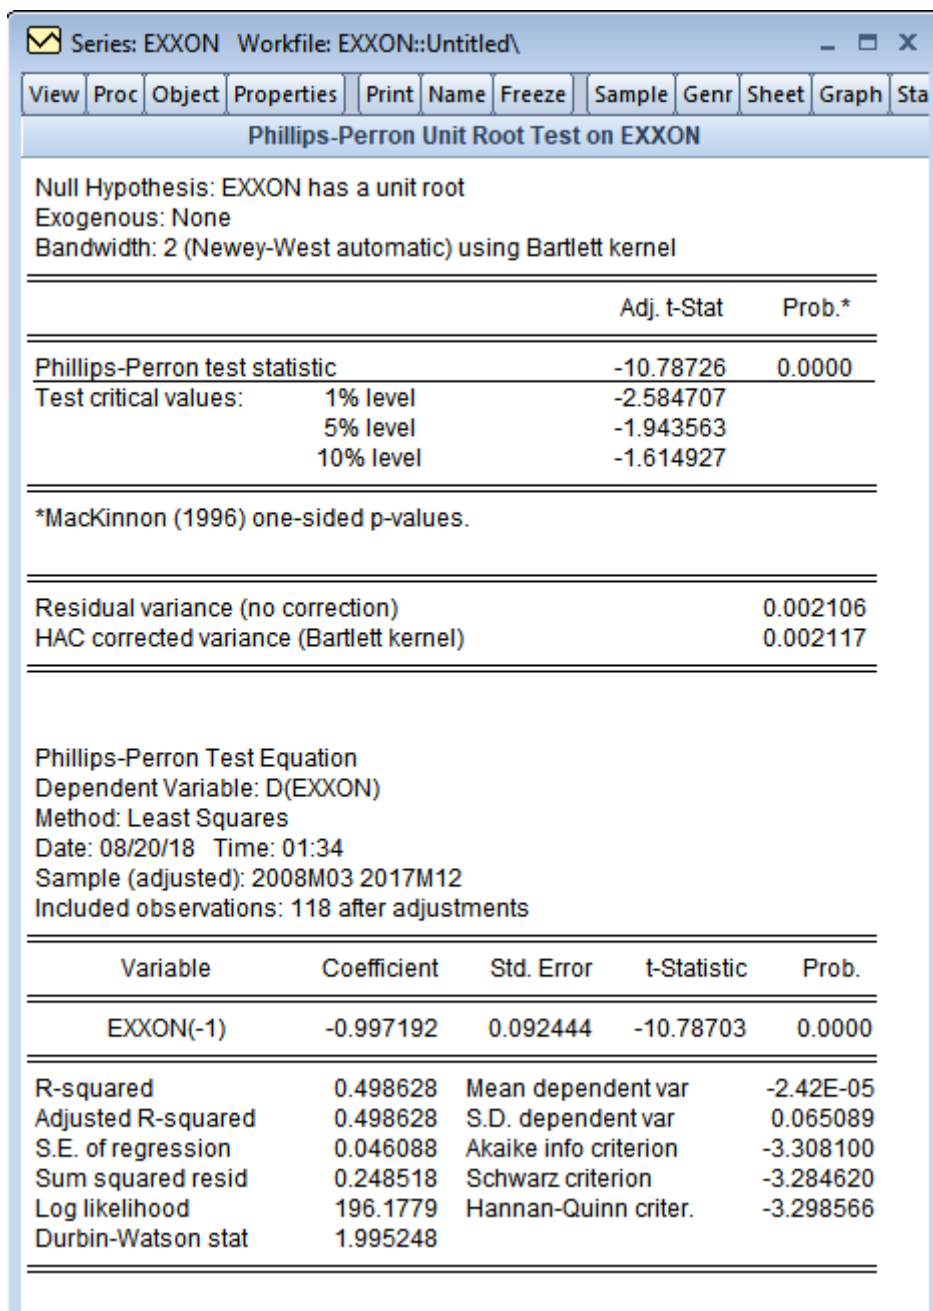 Series: EXXON Workfile: EXXON::Untitled\
View Proc Object Properties Print Name Freeze Sample Genr Sheet Graph Sta
Phillips-Perron Unit Root Test on EXXON
Null Hypothesis: EXXON has a unit root
Exogenous: None
Bandwidth: 2 (Newey-West automatic) using Bartlett kernel
Adj. t-Stat Prob.*
Phillips-Perron test statistic -10.78726 0.0000
Test critical values: 1% level -2.584707
5% level -1.943563
10% level -1.614927
*MacKinnon (1996) one-sided p-values.
Residual variance (no correction) 0.002106
HAC corrected variance (Bartlett kernel) 0.002117
Phillips-Perron Test Equation
Dependent Variable: D(EXXON)
Method: Least Squares
Date: 08/20/18 Time: 01:34
Sample (adjusted): 2008M03 2017M12
Included observations: 118 after adjustments
Variable Coefficient Std. Error t-Statistic Prob.
EXXON(-1) -0.997192 0.092444 -10.78703 0.0000
R-squared 0.498628 Mean dependent var -2.42E-05
Adjusted R-squared 0.498628 S.D. dependent var 0.065089
S.E. of regression 0.046088 Akaike info criterion -3.308100
Sum squared resid 0.248518 Schwarz criterion -3.284620
Log likelihood 196.1779 Hannan-Quinn criter. -3.298566
Durbin-Watson stat 1.995248